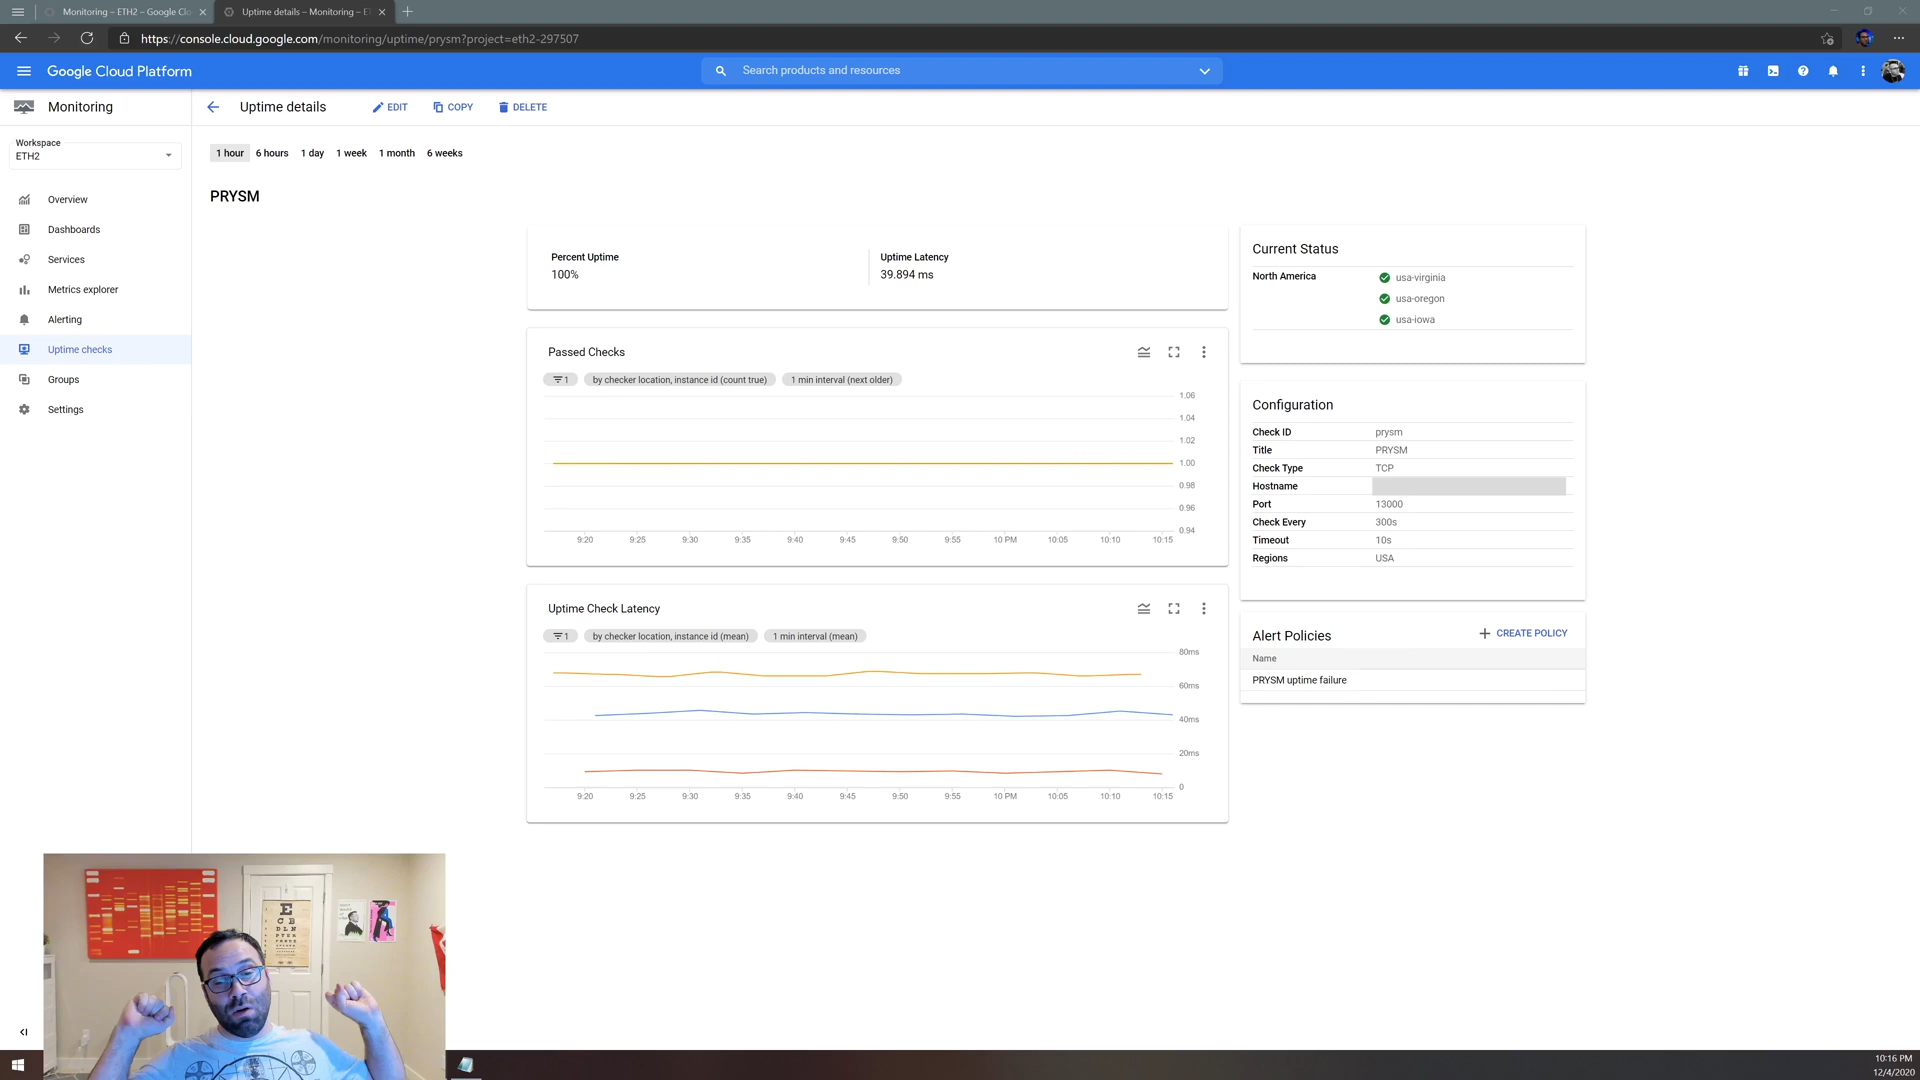 Monitoring – ETH2 – Google Clo
Uptime details – Monitoring – E
https://console.cloud.google.com/monitoring/uptime/prysm?project=eth2-297507
Google Cloud Platform
Search products and resources
Monitoring
Uptime details
EDIT
COPY
DELETE
Workspace
ETH2
1 hour 6 hours 1 day 1 week 1 month 6 weeks
PRYSM
Overview
Dashboards
Services
Metrics explorer
Alerting
Uptime checks
Groups
Settings
Percent Uptime
100%
Uptime Latency
39.894 ms
Passed Checks
1
by checker location, instance id (count true)
1 min interval (next older)
1.06
1.04
1.02
1.00
0.98
0.96
0.94
9:20 9:25 9:30 9:35 9:40 9:45 9:50 9:55 10 PM 10:05 10:10 10:15
Uptime Check Latency
1
by checker location, instance id (mean)
1 min interval (mean)
80ms
60ms
40ms
20ms
0
9:20 9:25 9:30 9:35 9:40 9:45 9:50 9:55 10 PM 10:05 10:10 10:15
Current Status
North America
usa-virginia
usa-oregon
usa-iowa
Configuration
Check ID prysm
Title PRYSM
Check Type TCP
Hostname
Port 13000
Check Every 300s
Timeout 10s
Regions USA
Alert Policies
CREATE POLICY
Name
PRYSM uptime failure
E
C B
D L N
P T E R
10:16 PM
12/4/2020